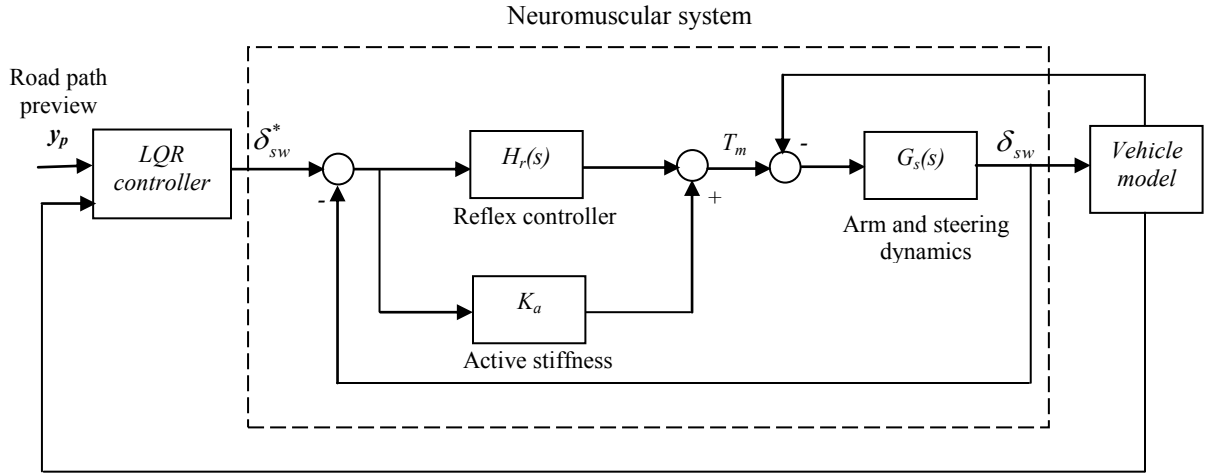 Neuromuscular system
Road path
preview
y_p
LQR
controller
δ*_sw
-
H_r(s)
Reflex controller
K_a
Active stiffness
T_m
+
-
G_s(s)
Arm and steering
dynamics
δ_sw
Vehicle
model